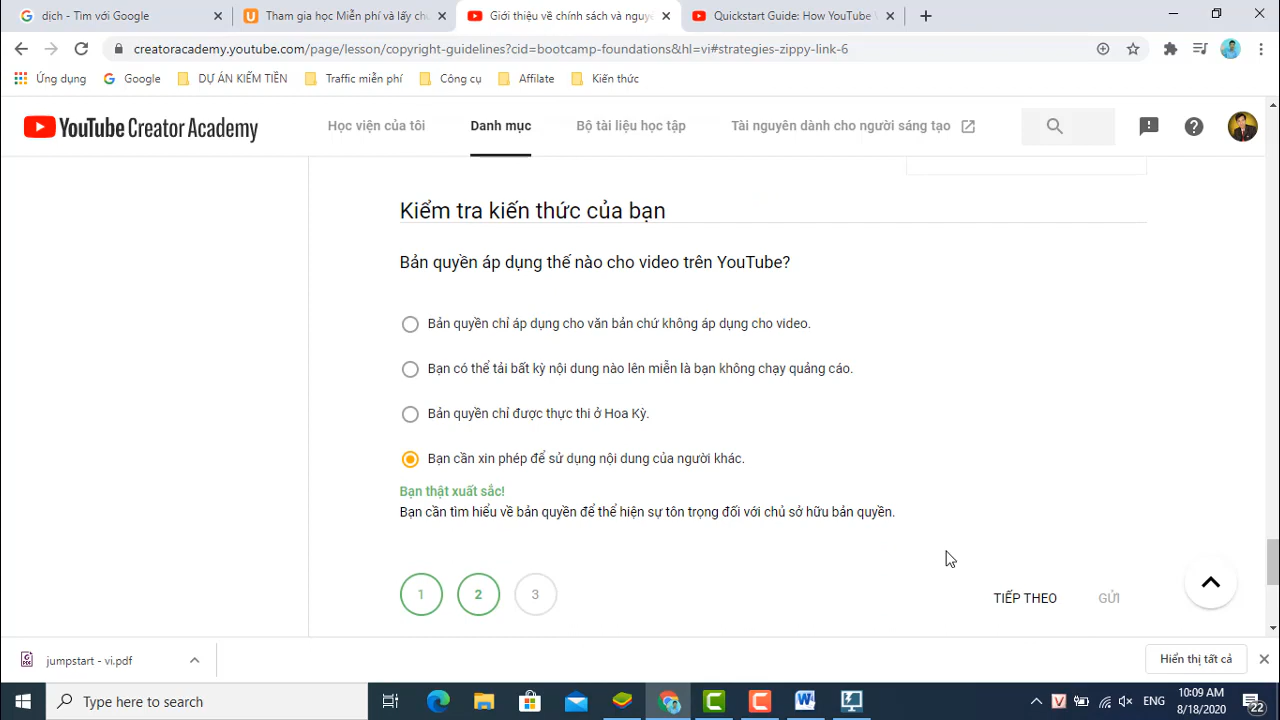 dịch - Tìm với Google
Tham gia học Miễn phí và lấy ch
Giới thiệu về chính sách và nguy
Quickstart Guide: How YouTube
creatoracademy.youtube.com/page/lesson/copyright-guidelines?cid=bootcamp-foundations&hl=vi#strategies-zippy-link-6
Ứng dụng
Google
DỰ ÁN KIẾM TIỀN
Traffic miễn phí
Công cụ
Affilate
Kiến thức
YouTube Creator Academy
Học viện của tôi
Danh mục
Bộ tài liệu học tập
Tài nguyên dành cho người sáng tạo
Kiểm tra kiến thức của bạn
Bản quyền áp dụng thế nào cho video trên YouTube?
Bản quyền chỉ áp dụng cho văn bản chứ không áp dụng cho video.
Bạn có thể tải bất kỳ nội dung nào lên miễn là bạn không chạy quảng cáo.
Bản quyền chỉ được thực thi ở Hoa Kỳ.
Bạn cần xin phép để sử dụng nội dung của người khác.
Bạn thật xuất sắc!
Bạn cần tìm hiểu về bản quyền để thể hiện sự tôn trọng đối với chủ sở hữu bản quyền.
1
2
3
TIẾP THEO
GỬI
jumpstart - vi.pdf
Hiển thị tất cả
Type here to search
ENG
10:09 AM
8/18/2020
22